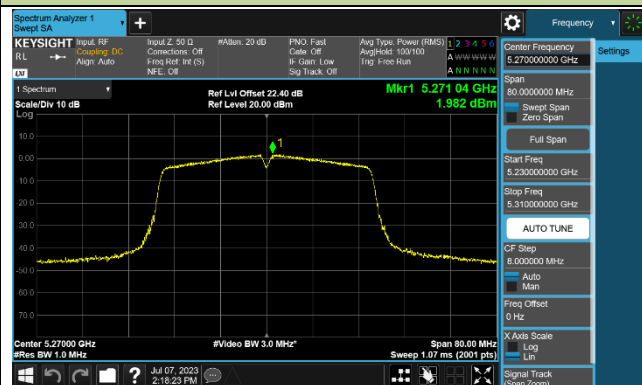 Spectrum Analyzer 1
Swept SA
Frequency
KEYSIGHT
RL
Input: RF
Coupling: DC
Align: Auto
Input Z: 50 Ω
Corrections: Off
Freq Ref: Int (S)
NFE: Off
#Atten: 20 dB
PNO: Fast
Gate: Off
IF Gain: Low
Sig Track: Off
Avg Type: Power (RMS)
Avg|Hold: 100/100
Trig: Free Run
1 2 3 4 5 6
A W W W W W
A N N N N N
LXI
1 Spectrum
Scale/Div 10 dB
Ref Lvl Offset 22.40 dB
Ref Level 20.00 dBm
Mkr1 5.271 04 GHz
1.982 dBm
Log
10.0
0.00
-10.0
-20.0
-30.0
-40.0
-50.0
-60.0
-70.0
1
Center 5.27000 GHz
#Res BW 1.0 MHz
#Video BW 3.0 MHz*
Span 80.00 MHz
Sweep 1.07 ms (2001 pts)
Jul 07, 2023
2:18:23 PM
Center Frequency
5.270000000 GHz
Settings
Span
80.0000000 MHz
Swept Span
Zero Span
Full Span
Start Freq
5.230000000 GHz
Stop Freq
5.310000000 GHz
AUTO TUNE
CF Step
8.000000 MHz
Auto
Man
Freq Offset
0 Hz
X Axis Scale
Log
Lin
Signal Track
(Span Zoom)